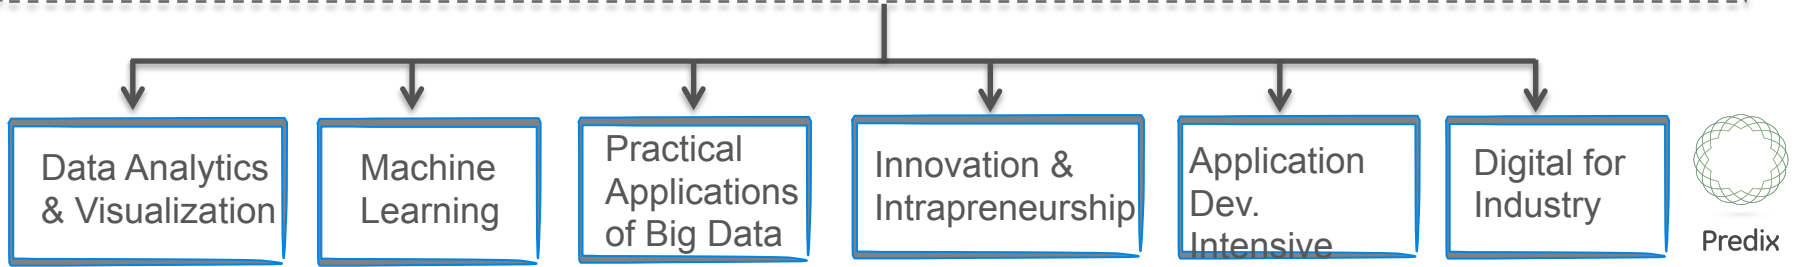 Data Analytics
& Visualization
Machine
Learning
Practical
Applications
of Big Data
Innovation &
Intrapreneurship
Application
Dev.
Intensive
Digital for
Industry
Predix